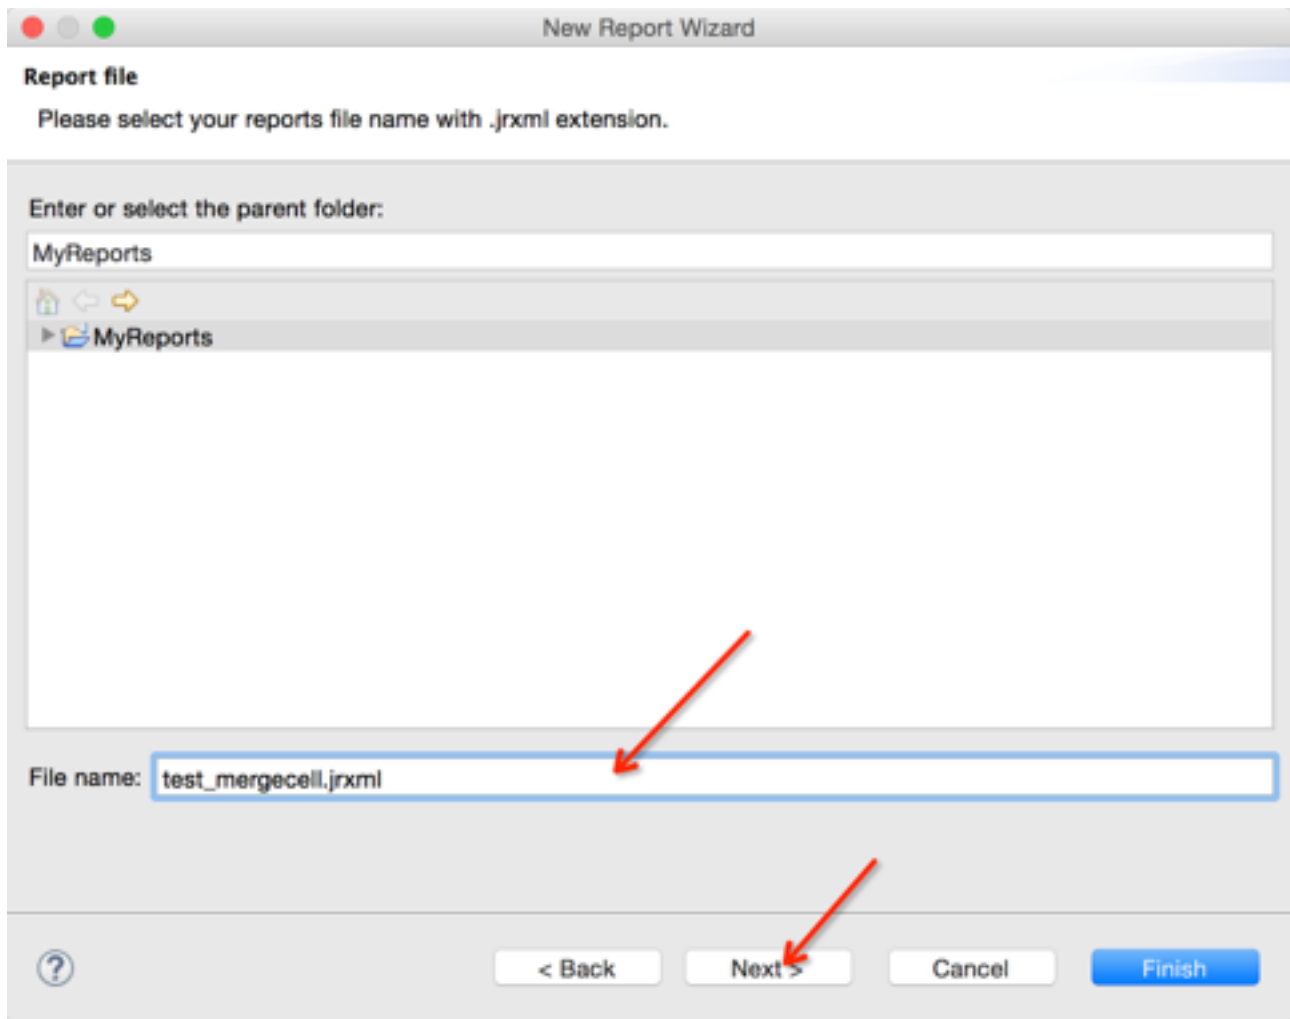 New Report Wizard
Report file
Please select your reports file name with .jrxml extension.
Enter or select the parent folder:
MyReports
MyReports
File name: test_mergecell.jrxml
? < Back Next > Cancel Finish